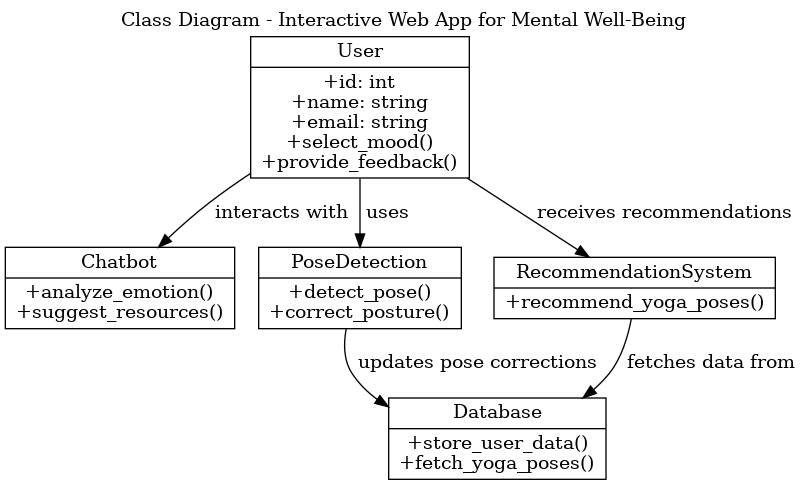 Class Diagram - Interactive Web App for Mental Well-Being
User
+id: int
+name: string
+email: string
+select_mood()
+provide_feedback()
interacts with
uses
receives recommendations
Chatbot
+analyze_emotion()
+suggest_resources()
PoseDetection
+detect_pose()
+correct_posture()
RecommendationSystem
+recommend_yoga_poses()
updates pose corrections
fetches data from
Database
+store_user_data()
+fetch_yoga_poses()